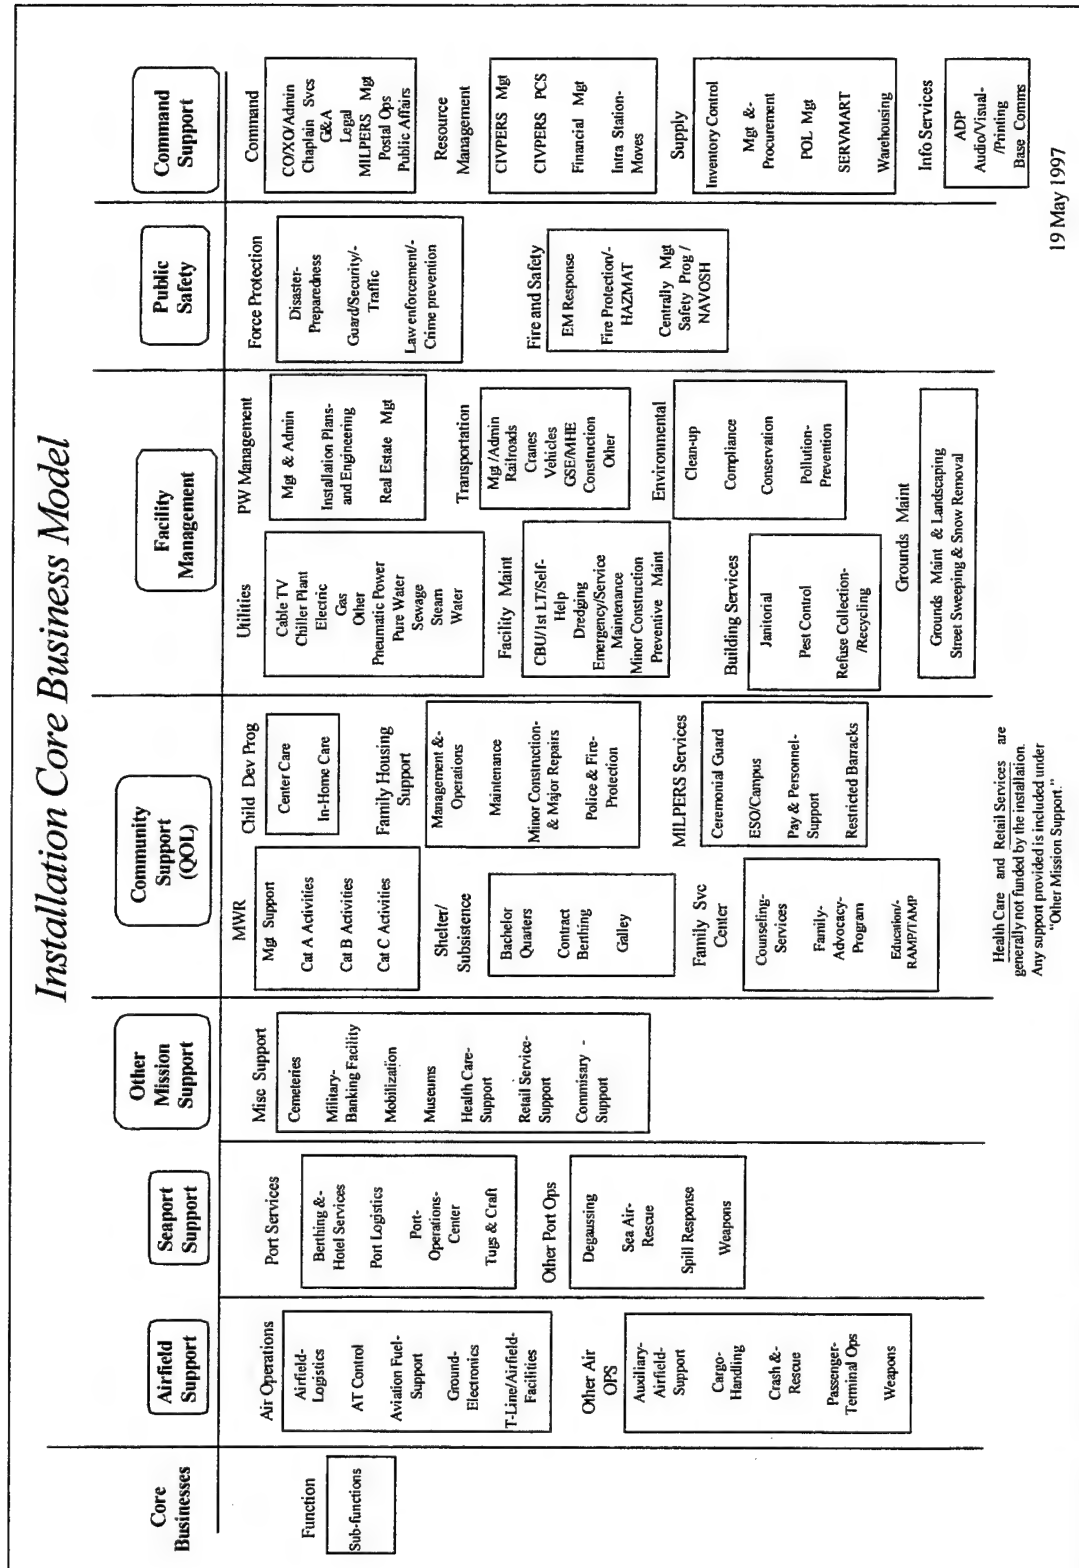 Installation Core Business Model
Core
Businesses
Function
Sub-functions
Airfield
Support
Air Operations
Airfield-
Logistics
AT Control
Aviation Fuel-
Support
Ground-
Electronics
T-Line/Airfield-
Facilities
Other Air
OPS
Auxiliary-
Airfield-
Support
Cargo-
Handling
Crash &-
Rescue
Passenger-
Terminal Ops
Weapons
Seaport
Support
Port Services
Berthing &-
Hotel Services
Port Logistics
Port-
Operations-
Center
Tugs & Craft
Other Port Ops
Degaussing
Sea Air-
Rescue
Spill Response
Weapons
Other
Mission
Support
Misc Support
Cemeteries
Military-
Banking Facility
Mobilization
Museums
Health Care-
Support
Retail Service-
Support
Commisary -
Support
Community
Support
(QOL)
MWR
Mgt Support
Cat A Activities
Cat B Activities
Cat C Activities
Shelter/
Subsistence
Bachelor
Quarters
Contract
Berthing
Galley
Family Svc
Center
Counseling-
Services
Family-
Advocacy-
Program
Education/-
RAMP/TAMP
Child Dev Prog
Center Care
In-Home Care
Family Housing
Support
Management &-
Operations
Maintenance
Minor Construction-
& Major Repairs
Police & Fire-
Protection
MILPERS Services
Ceremonial Guard
ESO/Campus
Pay & Personnel-
Support
Restricted Barracks
Health Care and Retail Services are
generally not funded by the installation.
Any support provided is included under
"Other Mission Support."
Facility
Management
Utilities
Cable TV
Chiller Plant
Electric
Gas
Other
Pneumatic Power
Pure Water
Sewage
Steam
Water
Facility Maint
CBU/1st LT/Self-
Help
Dredging
Emergency/Service
Maintenance
Minor Construction
Preventive Maint
Building Services
Janitorial
Pest Control
Refuse Collection-
/Recycling
PW Management
Mgt & Admin
Installation Plans-
and Engineering
Real Estate Mgt
Transportation
Mgt /Admin
Railroads
Cranes
Vehicles
GSE/MHE
Construction
Other
Environmental
Clean-up
Compliance
Conservation
Pollution-
Prevention
Grounds Maint
Grounds Maint & Landscaping
Street Sweeping & Snow Removal
Public
Safety
Force Protection
Disaster-
Preparedness
Guard/Security/-
Traffic
Law enforcement/-
Crime prevention
Fire and Safety
EM Response
Fire Protection/-
HAZMAT
Centrally Mgt
Safety Prog /
NAVOSH
Command
Support
Command
CO/XO/Admin
Chaplain Svcs
G&A
Legal
MILPERS Mgt
Postal Ops
Public Affairs
Resource
Management
CIVPERS Mgt
CIVPERS PCS
Financial Mgt
Intra Station-
Moves
Supply
Inventory Control
Mgt &-
Procurement
POL Mgt
SERVMART
Warehousing
Info Services
ADP
Audio/Visual-
/Printing
Base Comms
19 May 1997